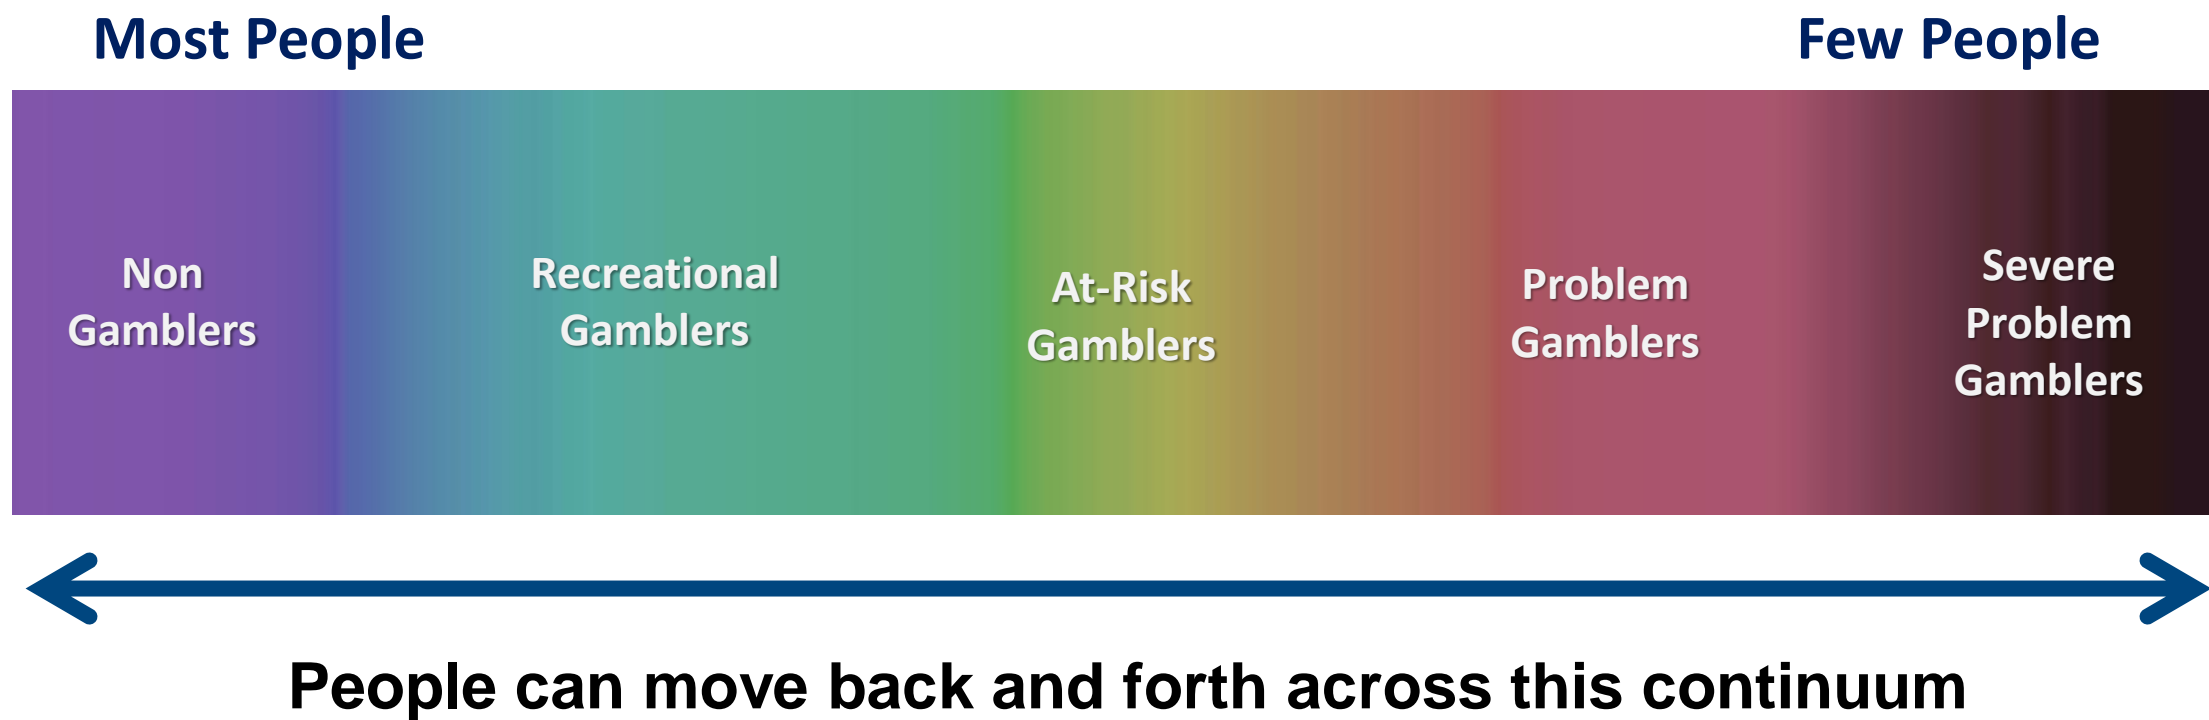 Most People
Few People
Non
Gamblers
Recreational
Gamblers
At-Risk
Gamblers
Problem
Gamblers
Severe
Problem
Gamblers
People can move back and forth across this continuum